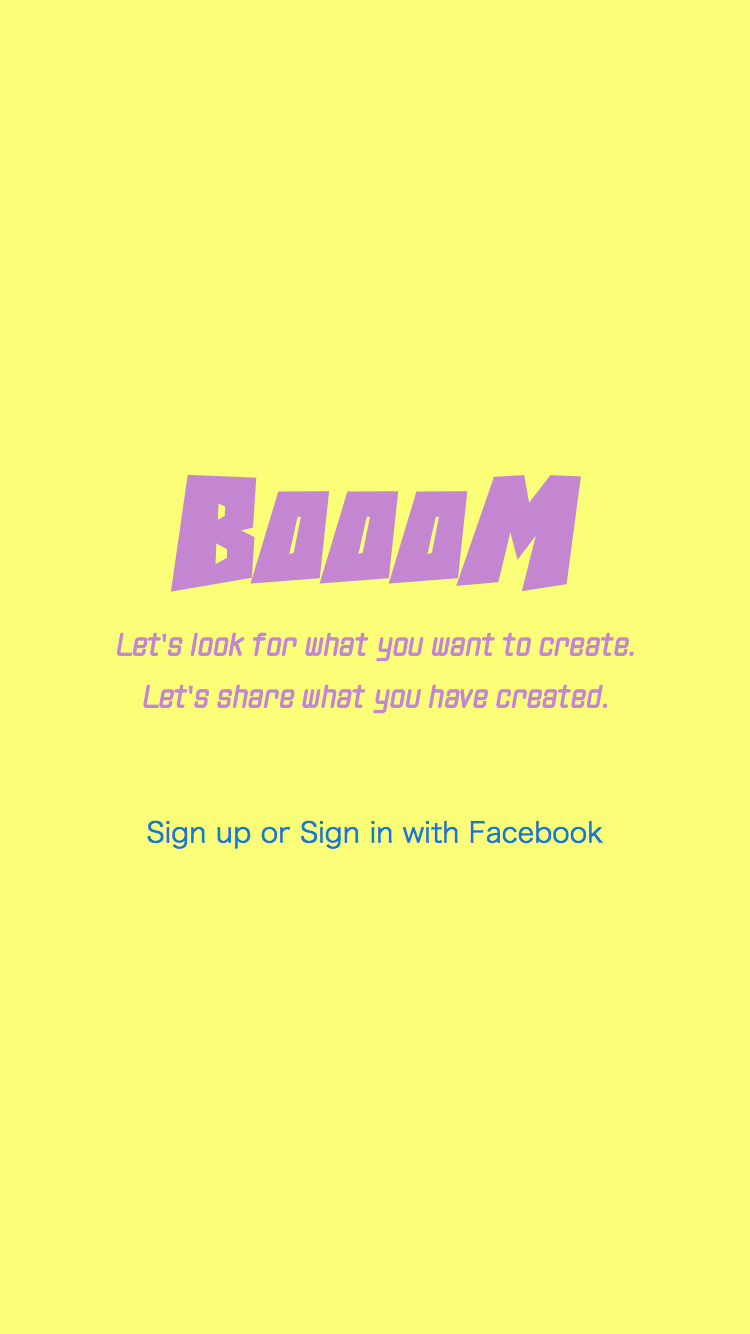 BOOOM
Let's look for what you want to create.
Let's share what you have created.
Sign up or Sign in with Facebook